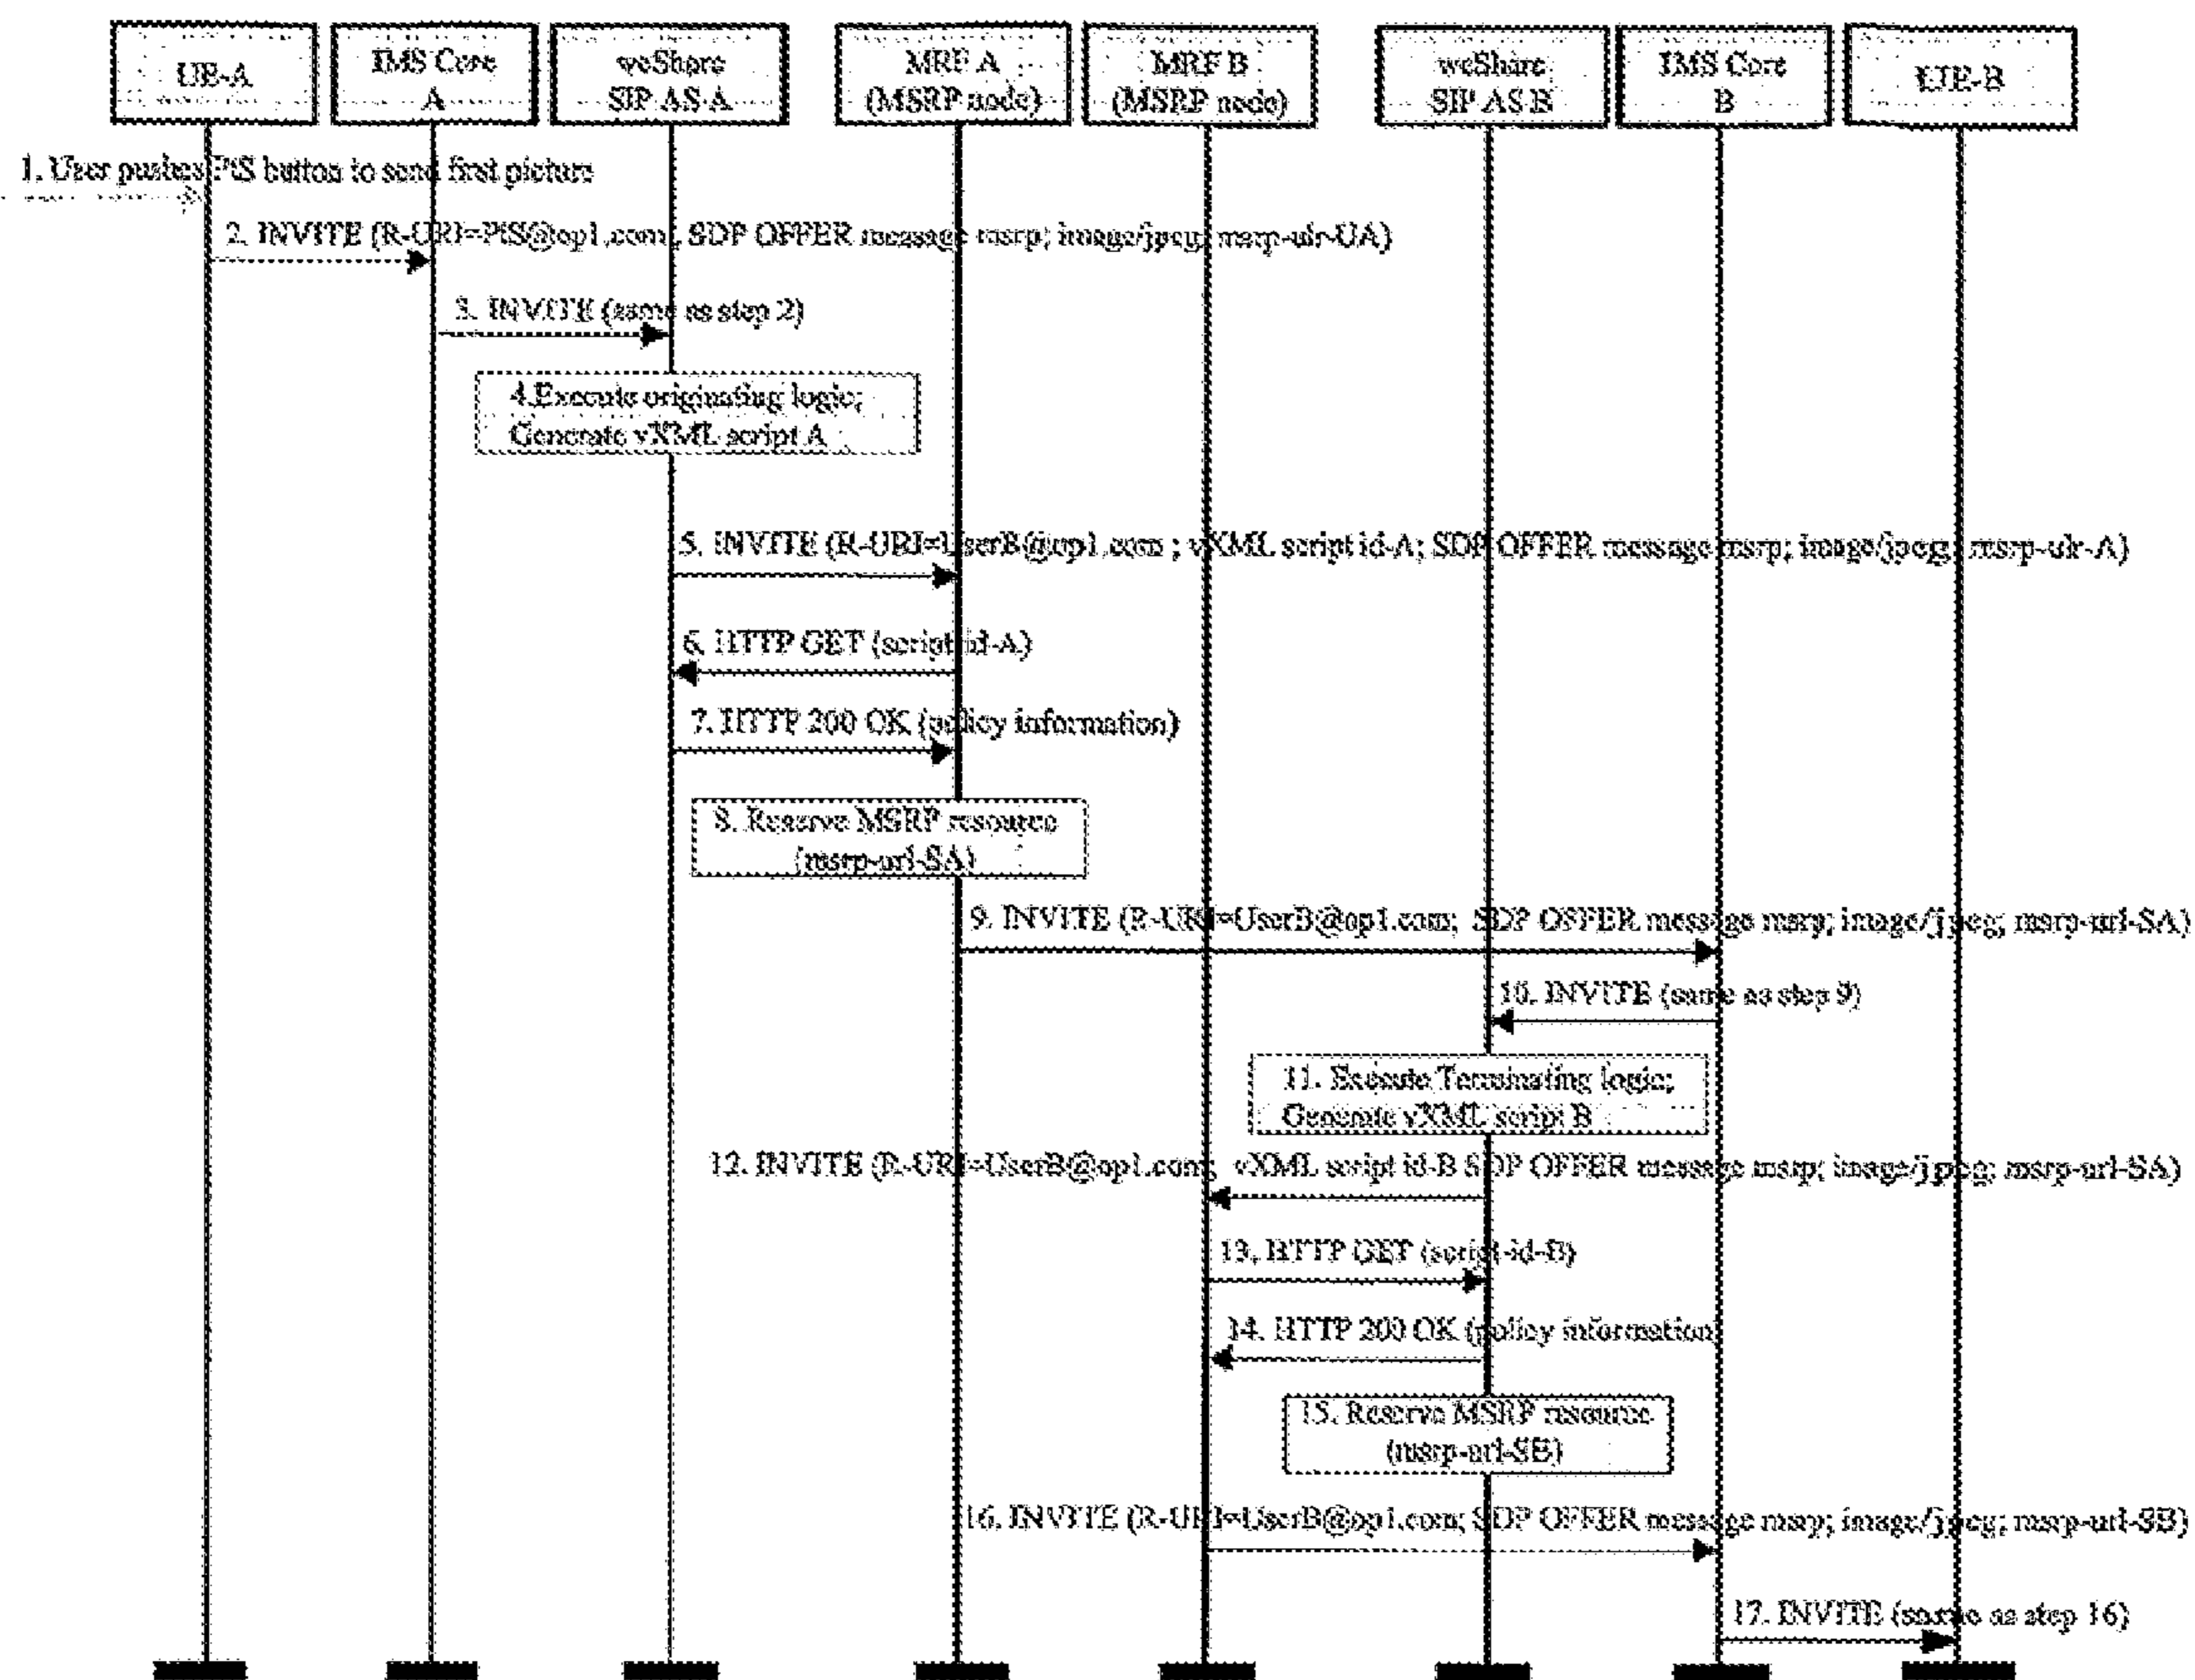 UE-A
IMS Core
A
weShare
SIP AS A
MRF A
(MSRP node)
MRF B
(MSRP node)
weShare
SIP AS B
IMS Core
B
UE-B
1. User pushes PtS button to send first picture
2. INVITE (R-URI=PtS@op1.com , SDP OFFER message msrp; image/jpeg; msrp-ulr-UA)
3. INVITE (same as step 2)
4.Execute originating logic;
Generate vXML script A
5. INVITE (R-URI=UserB@op1.com ; vXML script id-A; SDP OFFER message msrp; image/jpeg; msrp-ulr-A)
6. HTTP GET (script-id-A)
7. HTTP 200 OK (policy information)
8. Reserve MSRP resource
(msrp-url-SA)
9. INVITE (R-URI=UserB@op1.com; SDP OFFER message msrp; image/jpeg; msrp-url-SA)
10. INVITE (same as step 9)
11. Execute Terminating logic;
Generate vXML script B
12. INVITE (R-URI=UserB@op1.com; vXML script id-B SDP OFFER message msrp; image/jpeg; msrp-url-SA)
13. HTTP GET (script-id-B)
14. HTTP 200 OK (policy information
15. Reserve MSRP resource
(msrp-url-SB)
16. INVITE (R-URI=UserB@op1.com; SDP OFFER message msrp; image/jpeg; msrp-url-SB)
17. INVITE (same as step 16)